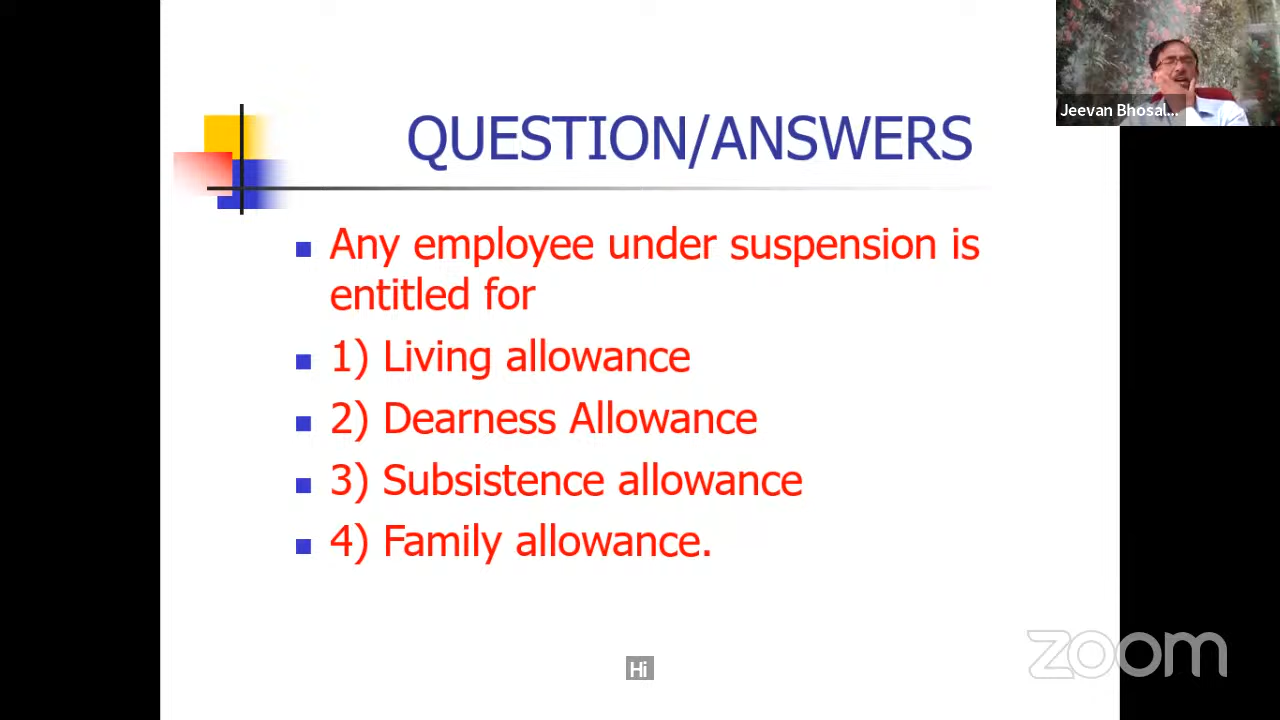 Jeevan Bhosal...
QUESTION/ANSWERS
Any employee under suspension is
entitled for
1) Living allowance
2) Dearness Allowance
3) Subsistence allowance
4) Family allowance.
zoom
Hi